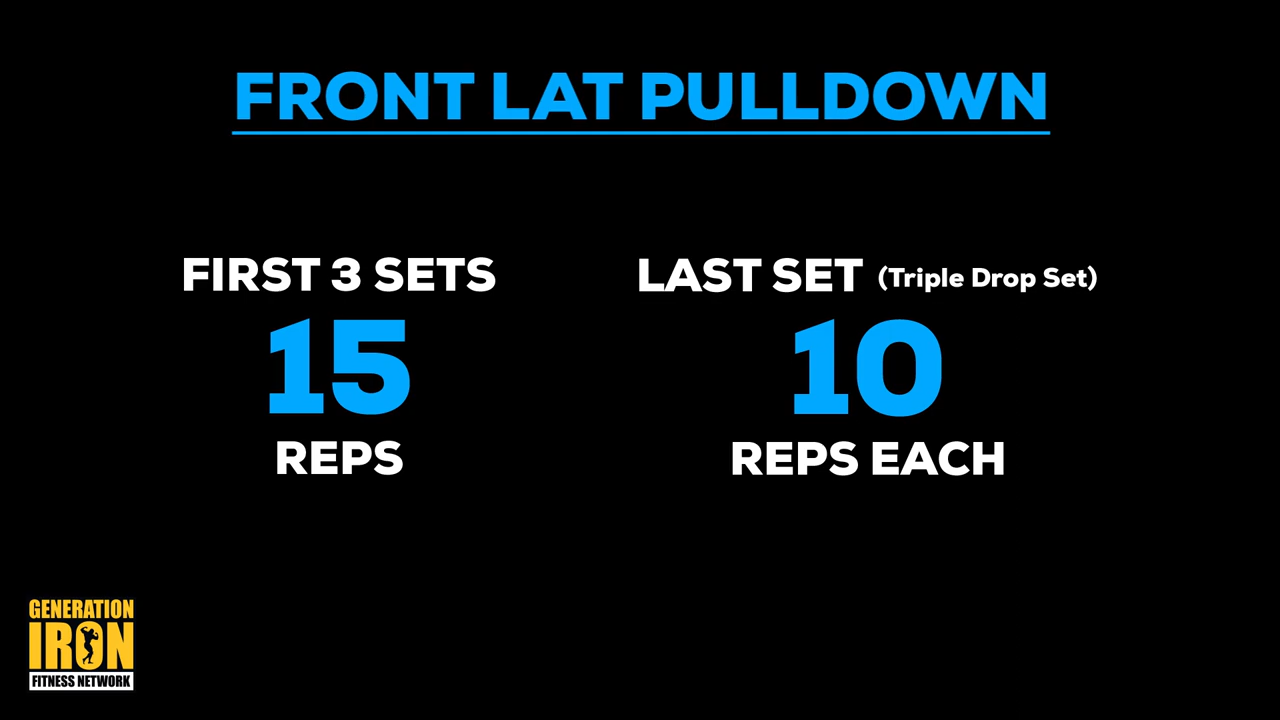 FRONT LAT PULLDOWN
FIRST 3 SETS
15
REPS
LAST SET (Triple Drop Set)
10
REPS EACH
GENERATION
IRON
FITNESS NETWORK